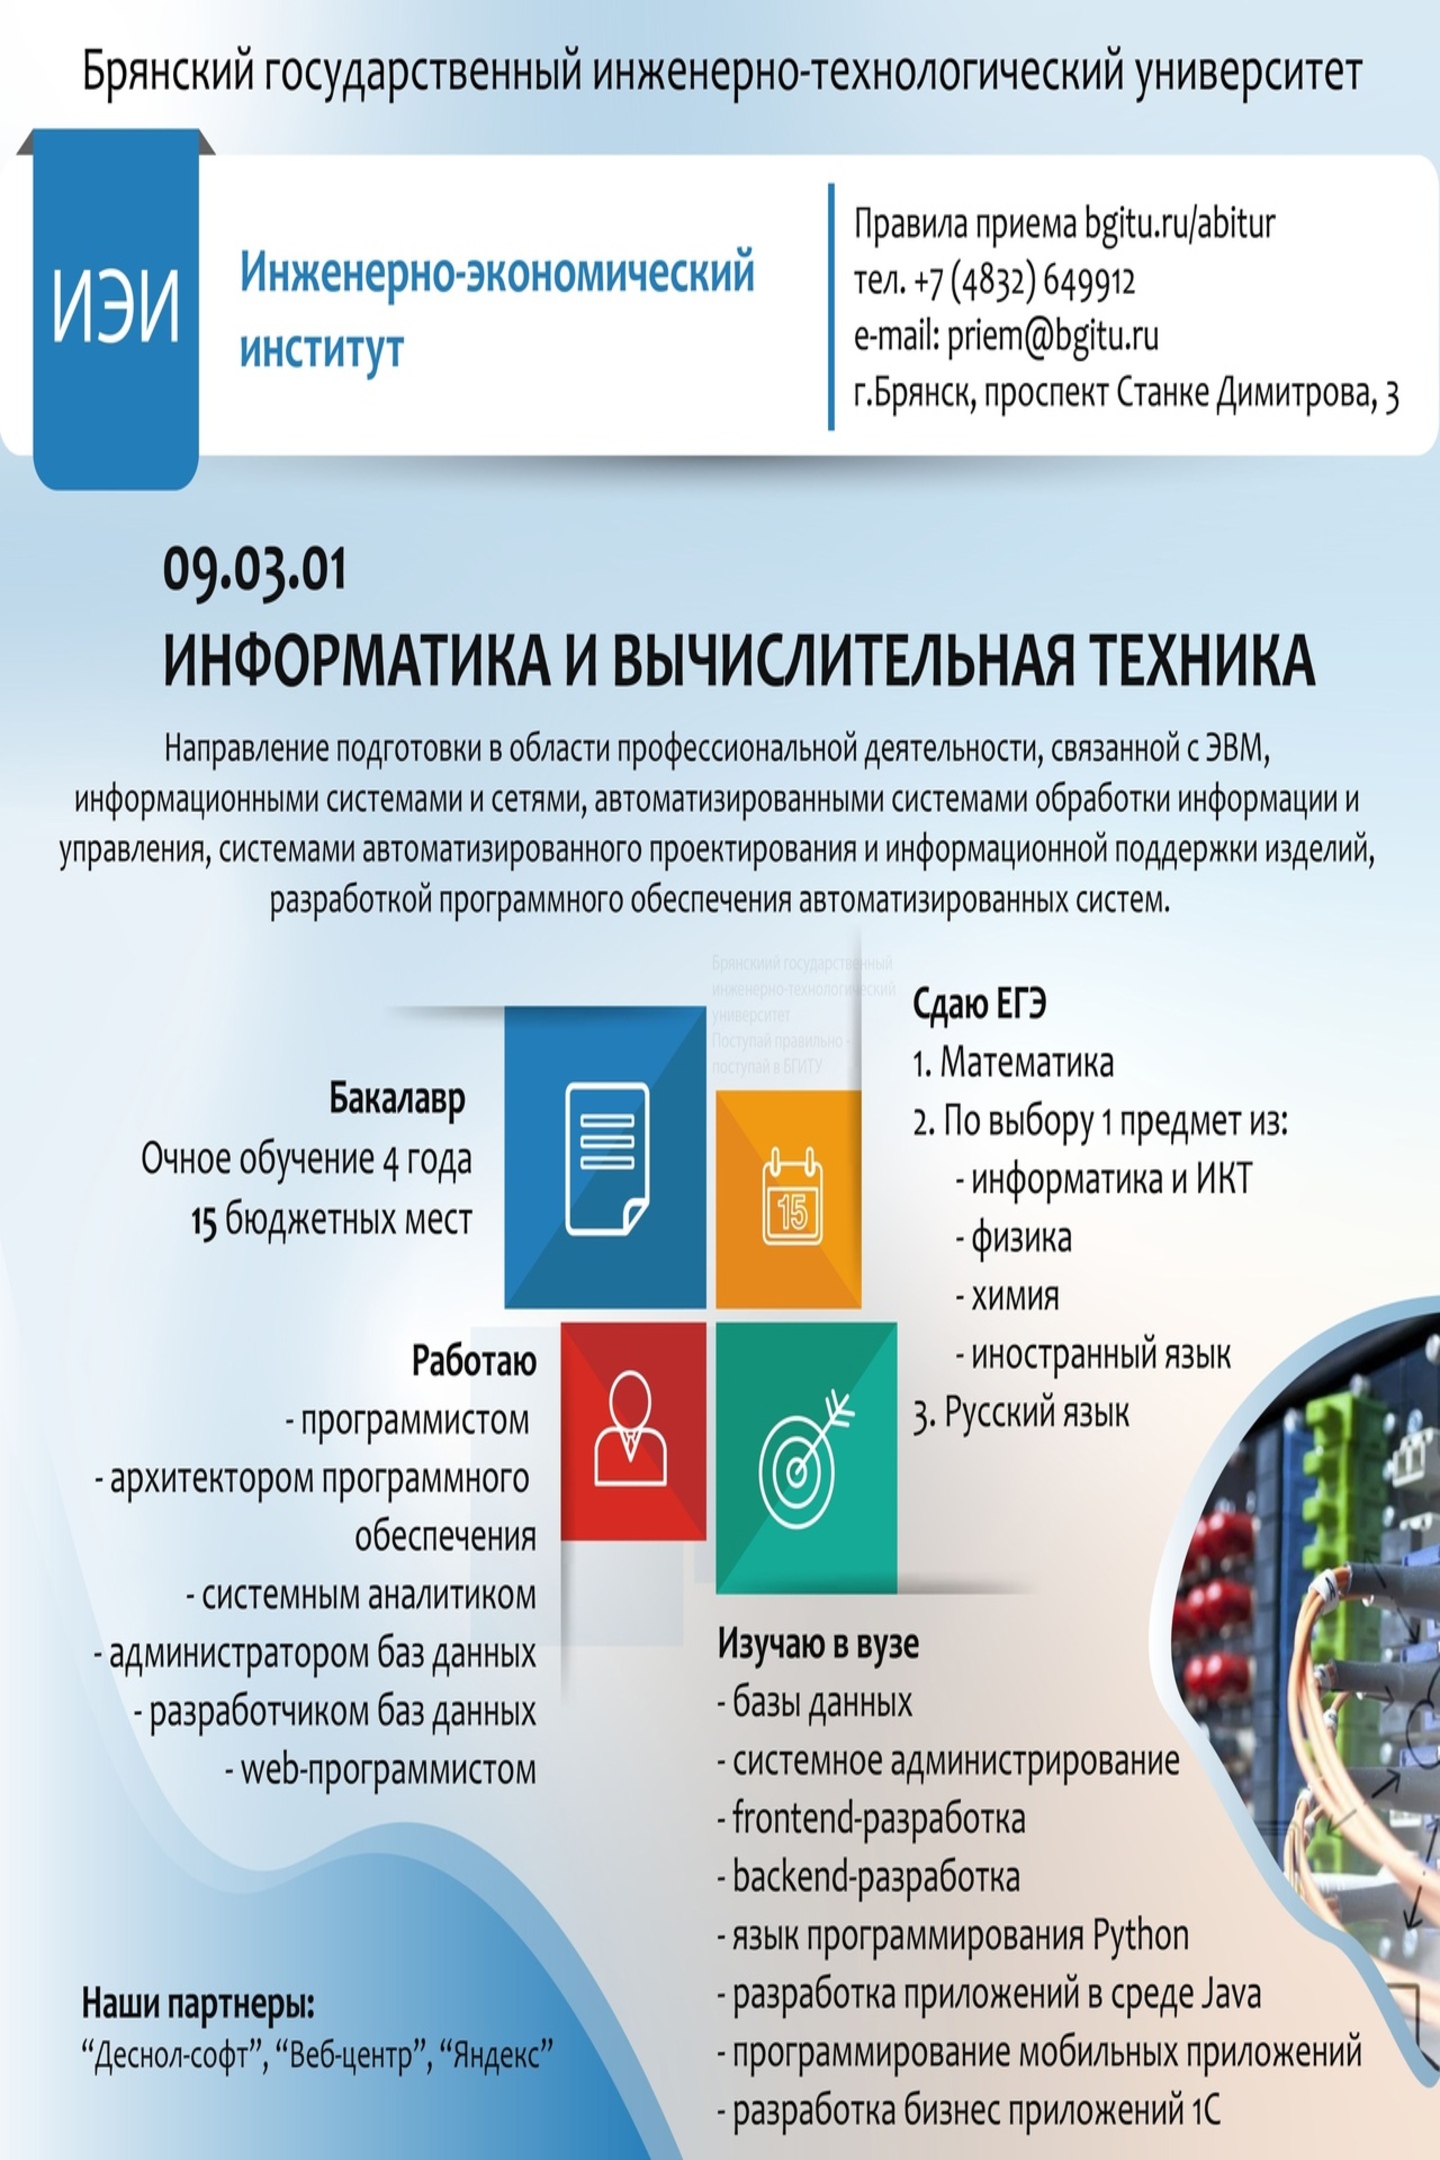 Брянский государственный инженерно-технологический университет
ИЭИ
Инженерно-экономический
институт
Правила приема bgitu.ru/abitur
тел. +7 (4832) 649912
e-mail: priem@bgitu.ru
г.Брянск, проспект Станке Димитрова, 3
09.03.01
ИНФОРМАТИКА И ВЫЧИСЛИТЕЛЬНАЯ ТЕХНИКА
Направление подготовки в области профессиональной деятельности, связанной с ЭВМ,
информационными системами и сетями, автоматизированными системами обработки информации и
управления, системами автоматизированного проектирования и информационной поддержки изделий,
разработкой программного обеспечения автоматизированных систем.
Брянскиий государственный
инженерно-технологический
университет
Поступай правильно -
поступай в БГИТУ
Бакалавр
Очное обучение 4 года
15 бюджетных мест
15
Сдаю ЕГЭ
1. Математика
2. По выбору 1 предмет из:
- информатика и ИКТ
- физика
- химия
- иностранный язык
3. Русский язык
Работаю
- программистом
- архитектором программного
обеспечения
- системным аналитиком
- администратором баз данных
- разработчиком баз данных
- web-программистом
Изучаю в вузе
- базы данных
- системное администрирование
- frontend-разработка
- backend-разработка
- язык программирования Python
- разработка приложений в среде Java
- программирование мобильных приложений
- разработка бизнес приложений 1С
Наши партнеры:
“Деснол-софт”, “Веб-центр”, “Яндекс”